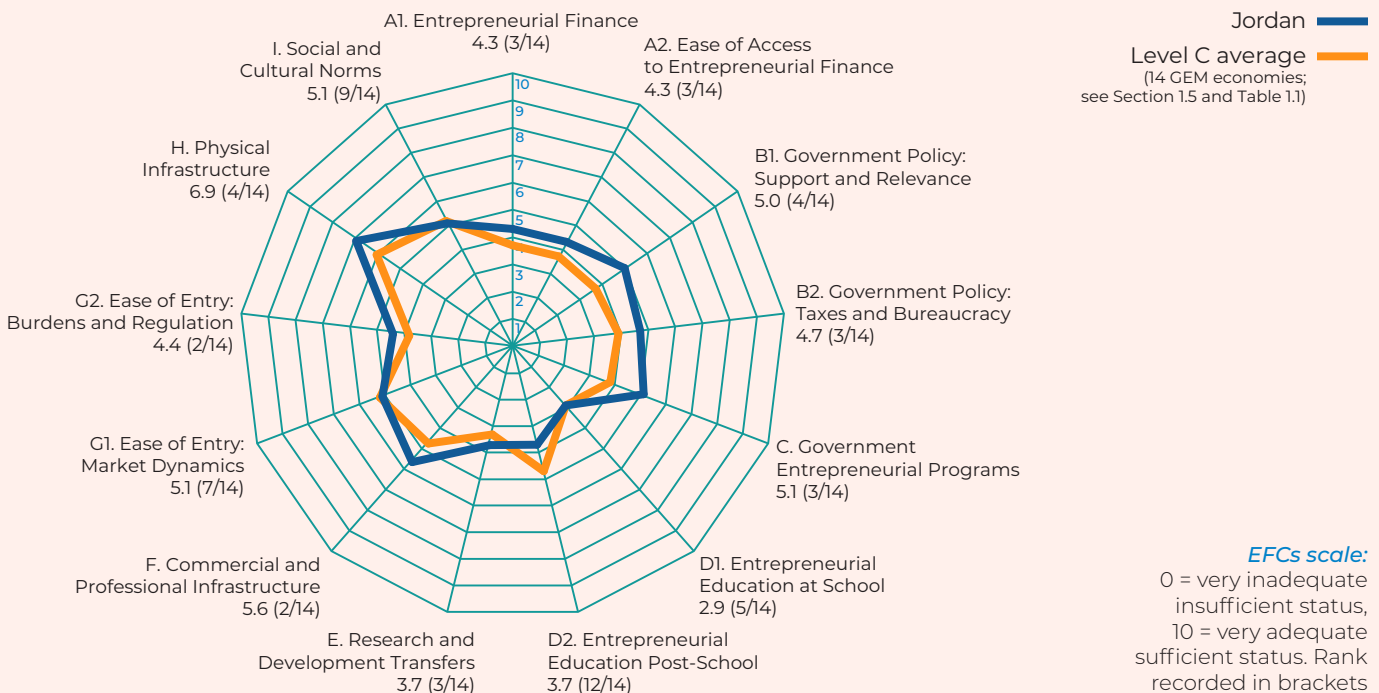 A1. Entrepreneurial Finance
4.3 (3/14)
A2. Ease of Access
to Entrepreneurial Finance
4.3 (3/14)
B1. Government Policy:
Support and Relevance
5.0 (4/14)
B2. Government Policy:
Taxes and Bureaucracy
4.7 (3/14)
C. Government
Entrepreneurial Programs
5.1 (3/14)
D1. Entrepreneurial
Education at School
2.9 (5/14)
D2. Entrepreneurial
Education Post-School
3.7 (12/14)
E. Research and
Development Transfers
3.7 (3/14)
F. Commercial and
Professional Infrastructure
5.6 (2/14)
G1. Ease of Entry:
Market Dynamics
5.1 (7/14)
G2. Ease of Entry:
Burdens and Regulation
4.4 (2/14)
H. Physical
Infrastructure
6.9 (4/14)
I. Social and
Cultural Norms
5.1 (9/14)
10
9
8
7
6
5
3
2
1
Jordan
Level C average
(14 GEM economies;
see Section 1.5 and Table 1.1)
EFCs scale:
0 = very inadequate
insufficient status,
10 = very adequate
sufficient status. Rank
recorded in brackets